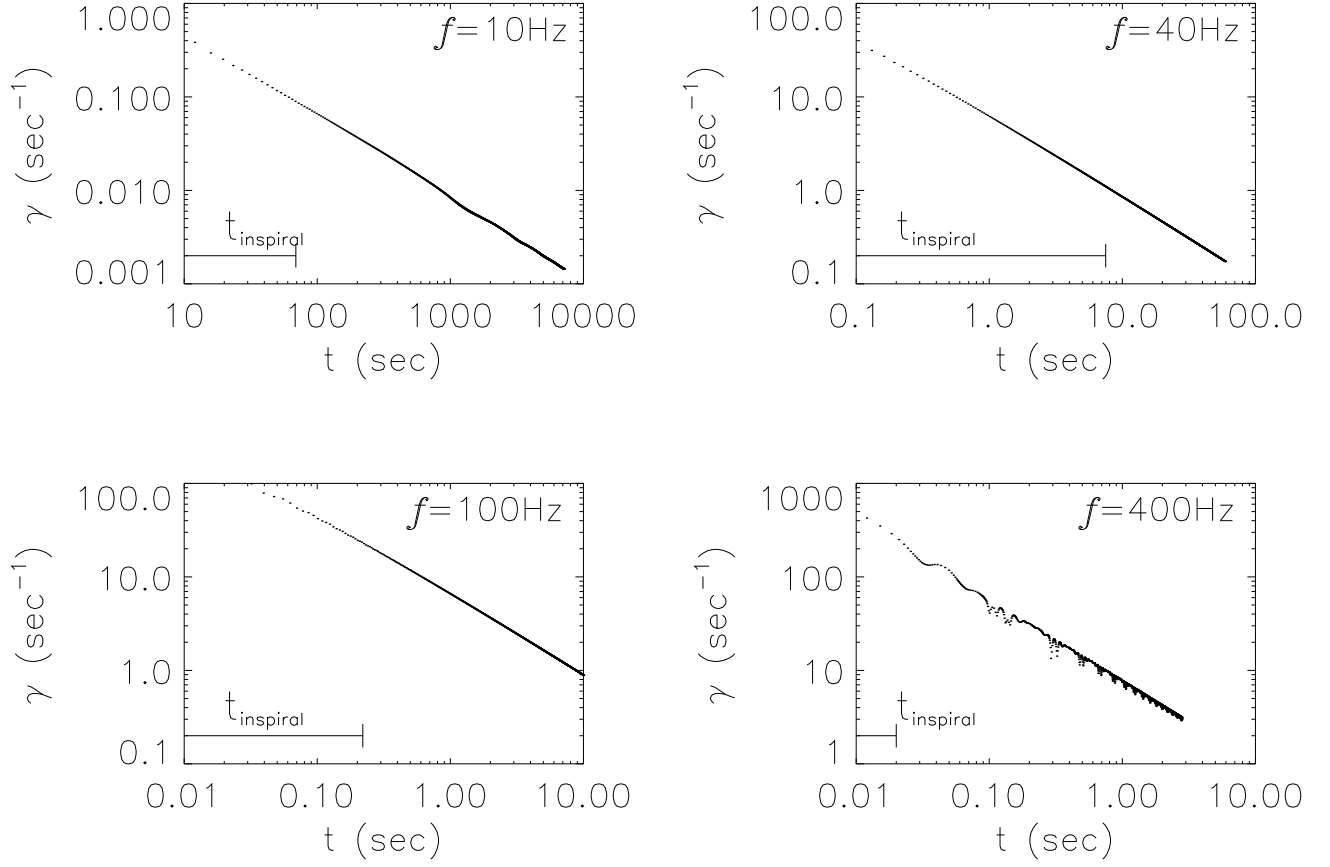 f=10Hz
γ (sec⁻¹)
1.000
0.100
0.010
0.001
t_inspiral
10 100 1000 10000
t (sec)
f=40Hz
γ (sec⁻¹)
100.0
10.0
1.0
0.1
t_inspiral
0.1 1.0 10.0 100.0
t (sec)
f=100Hz
γ (sec⁻¹)
100.0
10.0
1.0
0.1
t_inspiral
0.01 0.10 1.00 10.00
t (sec)
f=400Hz
γ (sec⁻¹)
1000
100
10
1
t_inspiral
0.01 0.10 1.00 10.00
t (sec)